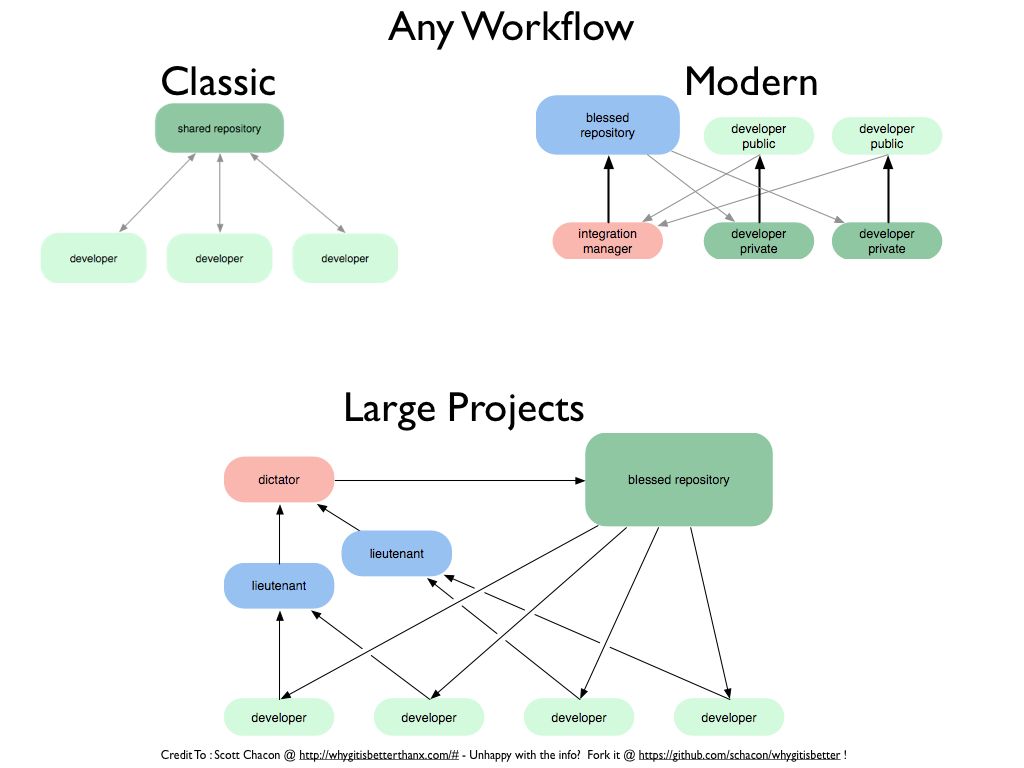 Any Workflow
Classic
shared repository
developer
developer
developer
Modern
blessed
repository
developer
public
developer
public
integration
manager
developer
private
developer
private
Large Projects
dictator
blessed repository
lieutenant
lieutenant
developer
developer
developer
developer
Credit To : Scott Chacon @ http://whygitisbetterthanx.com/# - Unhappy with the info?  Fork it @ https://github.com/schacon/whygitisbetter !